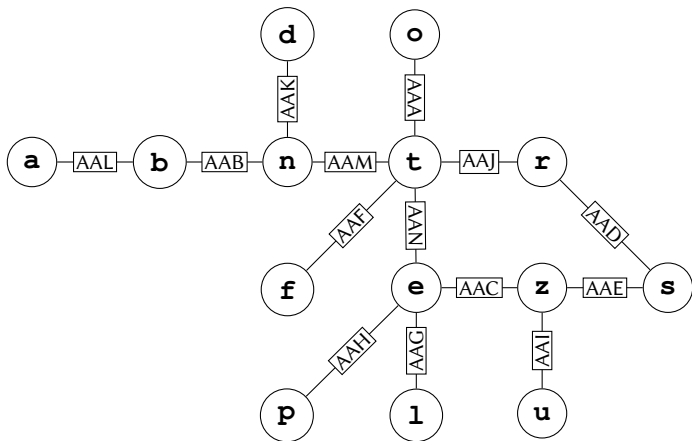 d o
AAK AAA
a AAL b AAB n AAM t AAJ r
AAF AAN AAD
f e AAC z AAE s
AAH AAG AAI
p l u